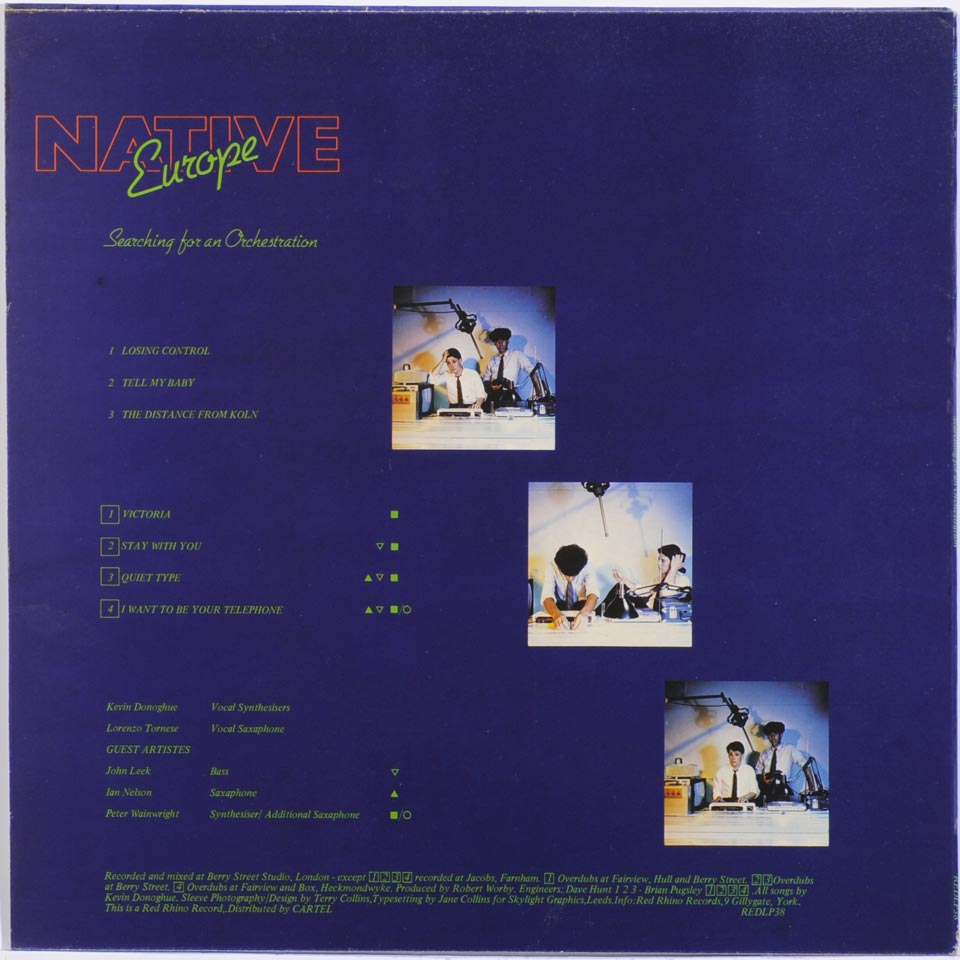 NATIVE
Europe
Searching for an Orchestration
1 LOSING CONTROL
2 TELL MY BABY
3 THE DISTANCE FROM KOLN
1 VICTORIA ■
2 STAY WITH YOU ▽ ■
3 QUIET TYPE ▲ ▽ ■
4 I WANT TO BE YOUR TELEPHONE ▲ ▽ ■/○
Kevin Donoghue Vocal Synthesisers
Lorenzo Tornese Vocal Saxaphone
GUEST ARTISTES
John Leek Bass ▽
Ian Nelson Saxaphone ▲
Peter Wainwright Synthesiser/ Additional Saxaphone ■/○
Recorded and mixed at Berry Street Studio, London - except 1 2 3 4 recorded at Jacobs, Farnham. 1 Overdubs at Fairview, Hull and Berry Street. 2 3 Overdubs
at Berry Street. 4 Overdubs at Fairview and Box, Heckmondwyke. Produced by Robert Worby. Engineers; Dave Hunt 1 2 3 - Brian Pugsley 1 2 3 4 .All songs by
Kevin Donoghue. Sleeve Photography/Design by Terry Collins,Typesetting by Jane Collins for Skylight Graphics,Leeds.Info:Red Rhino Records,9 Gillygate, York.
This is a Red Rhino Record,.Distributed by CARTEL REDLP38